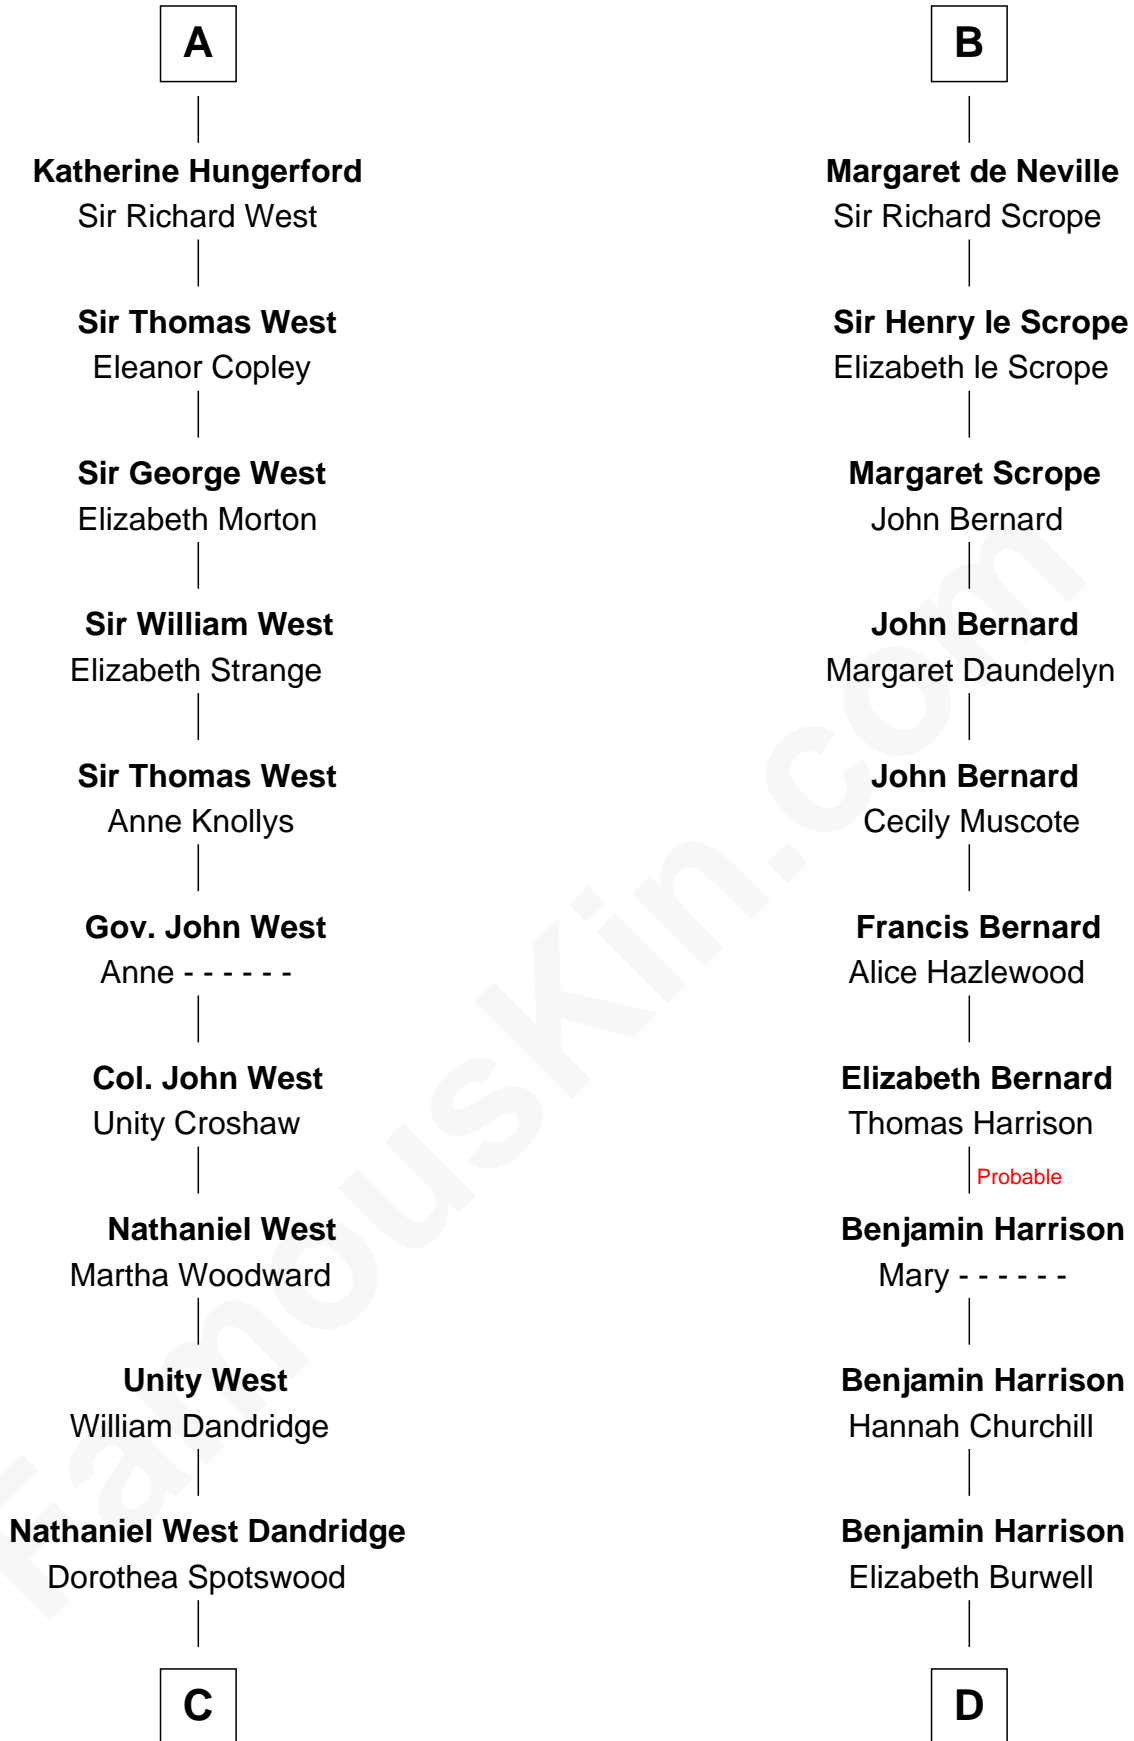 A
Katherine Hungerford
Sir Richard West
Sir Thomas West
Eleanor Copley
Sir George West
Elizabeth Morton
Sir William West
Elizabeth Strange
Sir Thomas West
Anne Knollys
Gov. John West
Anne - - - - - -
Col. John West
Unity Croshaw
Nathaniel West
Martha Woodward
Unity West
William Dandridge
Nathaniel West Dandridge
Dorothea Spotswood
C
B
Margaret de Neville
Sir Richard Scrope
Sir Henry le Scrope
Elizabeth le Scrope
Margaret Scrope
John Bernard
John Bernard
Margaret Daundelyn
John Bernard
Cecily Muscote
Francis Bernard
Alice Hazlewood
Elizabeth Bernard
Thomas Harrison
Probable
Benjamin Harrison
Mary - - - - - -
Benjamin Harrison
Hannah Churchill
Benjamin Harrison
Elizabeth Burwell
D
FamousKin.com